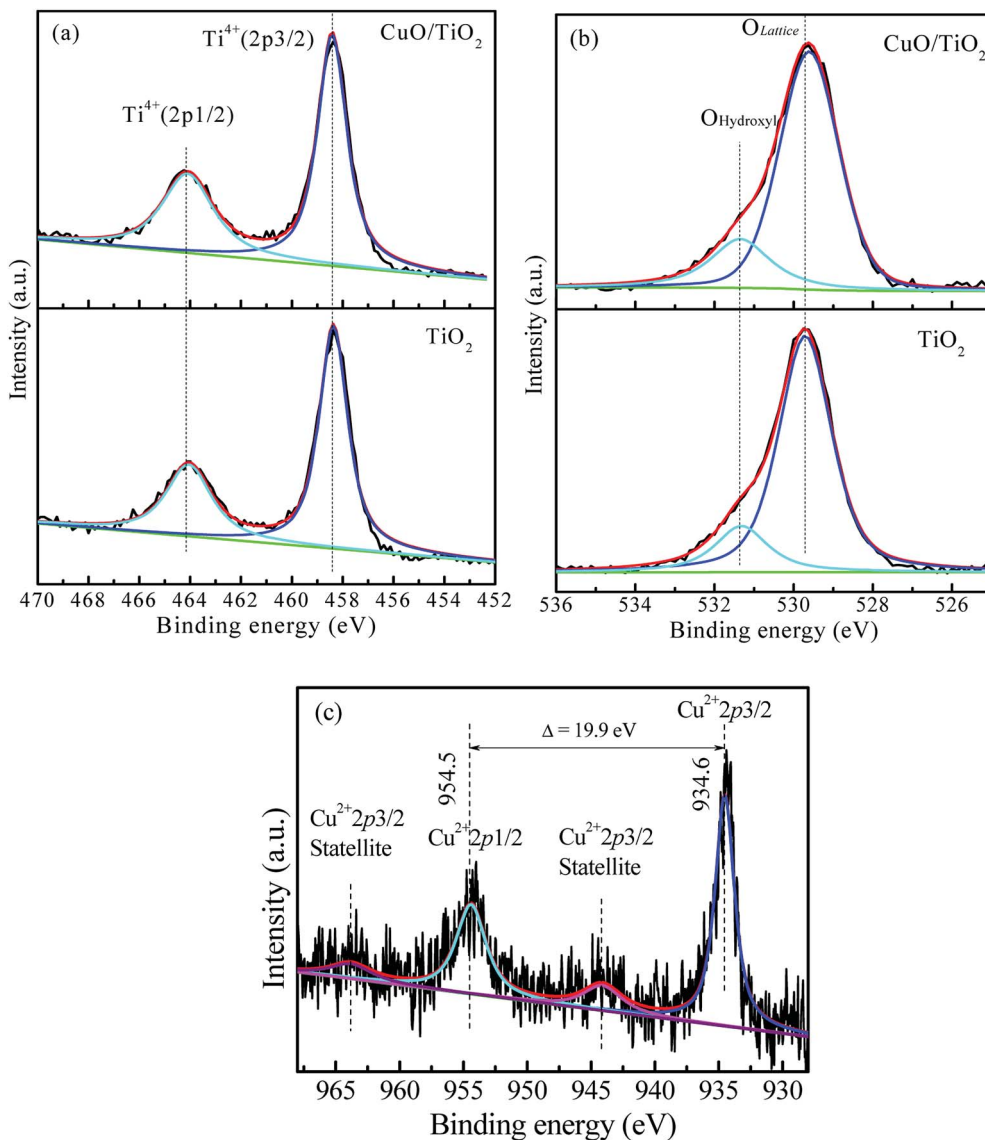 (a)
CuO/TiO₂
Ti⁴⁺(2p3/2)
Ti⁴⁺(2p1/2)
TiO₂
Intensity (a.u.)
470 468 466 464 462 460 458 456 454 452
Binding energy (eV)
(b)
O Lattice
CuO/TiO₂
O Hydroxyl
TiO₂
Intensity (a.u.)
536 534 532 530 528 526
Binding energy (eV)
(c)
Cu²⁺2p3/2
Δ = 19.9 eV
954.5
934.6
Cu²⁺2p3/2
Statellite
Cu²⁺2p1/2
Cu²⁺2p3/2
Statellite
Intensity (a.u.)
965 960 955 950 945 940 935 930
Binding energy (eV)